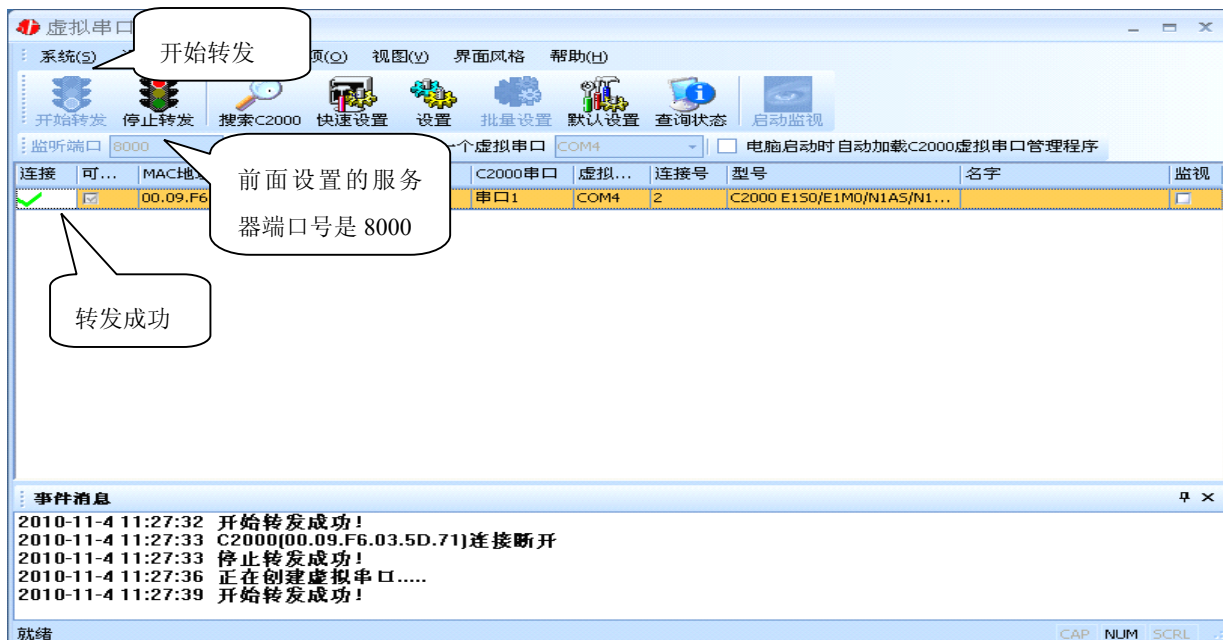 虚拟串口
开始转发
系统(S) 项(O) 视图(V) 界面风格 帮助(H)
开始转发 停止转发 搜索C2000 快速设置 设置 批量设置 默认设置 查询状态 启动监视
监听端口 8000 一个虚拟串口 COM4 电脑启动时自动加载C2000虚拟串口管理程序
连接 可... MAC地 C2000串口 虚拟... 连接号 型号 名字 监视
00.09.F6 串口1 COM4 2 C2000 E1S0/E1M0/N1A5/N1...
前面设置的服务
器端口号是 8000
转发成功
事件消息
2010-11-4 11:27:32 开始转发成功!
2010-11-4 11:27:33 C2000(00.09.F6.03.5D.71)连接断开
2010-11-4 11:27:33 停止转发成功!
2010-11-4 11:27:36 正在创建虚拟串口.....
2010-11-4 11:27:39 开始转发成功!
就绪 CAP NUM SCRL